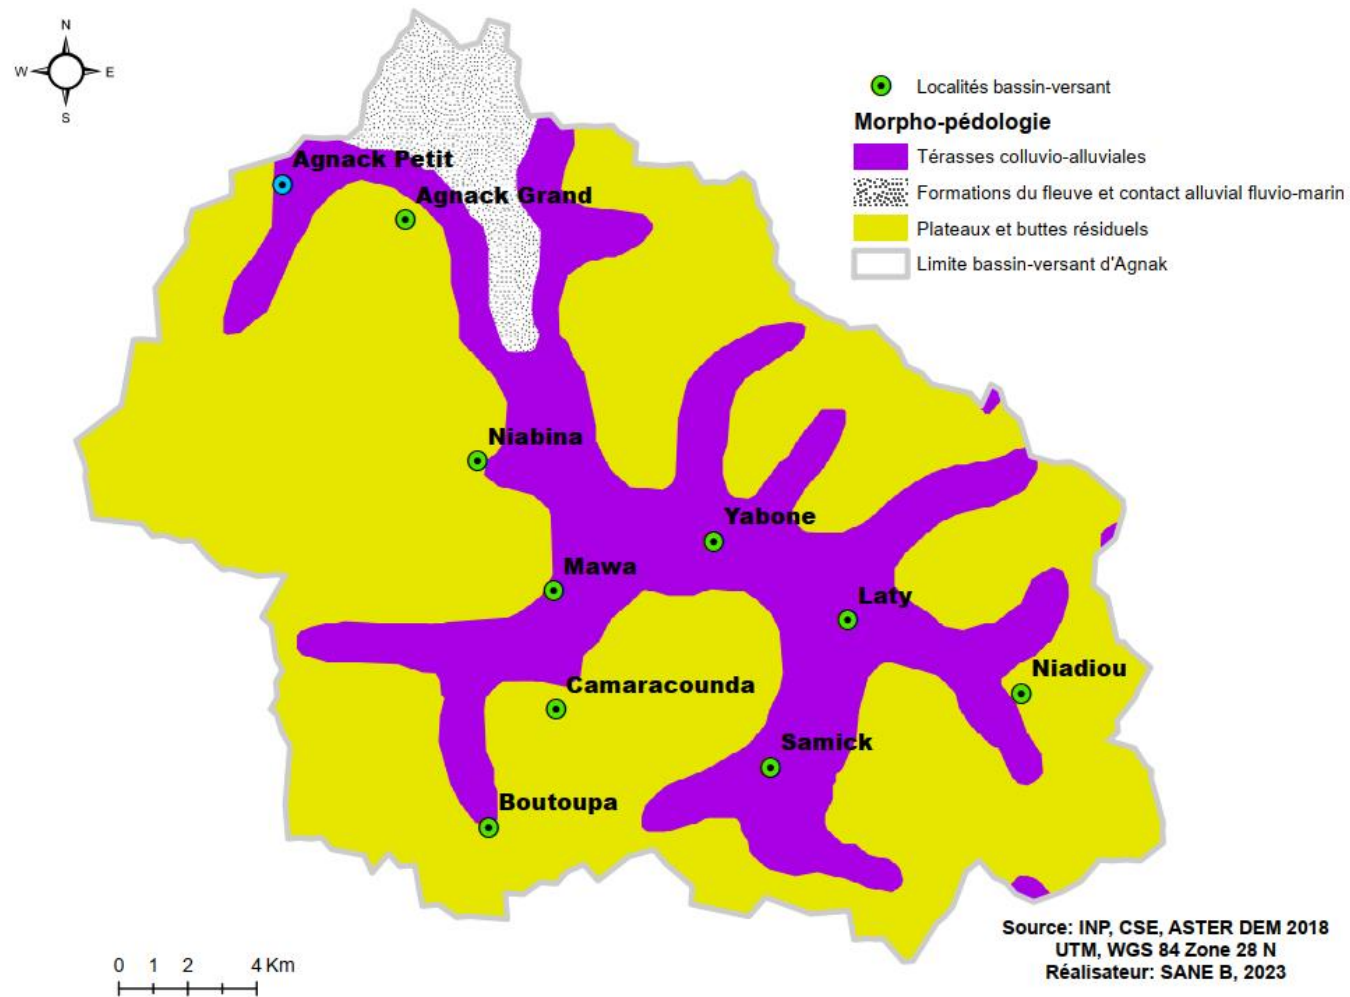 N
W E
S
Localités bassin-versant
Morpho-pédologie
Térasses colluvio-alluviales
Formations du fleuve et contact alluvial fluvio-marin
Plateaux et buttes résiduels
Limite bassin-versant d'Agnak
Agnack Petit
Agnack Grand
Niabina
Yabone
Mawa
Laty
Niadiou
Camaracounda
Samick
Boutoupa
Source: INP, CSE, ASTER DEM 2018
UTM, WGS 84 Zone 28 N
Réalisateur: SANE B, 2023
0 1 2 4 Km